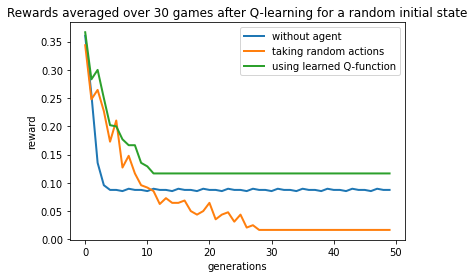 Rewards averaged over 30 games after Q-learning for a random initial state
without agent
taking random actions
using learned Q-function
reward
0.35
0.30
0.25
0.20
0.15
0.10
0.05
0.00
0 10 20 30 40 50
generations